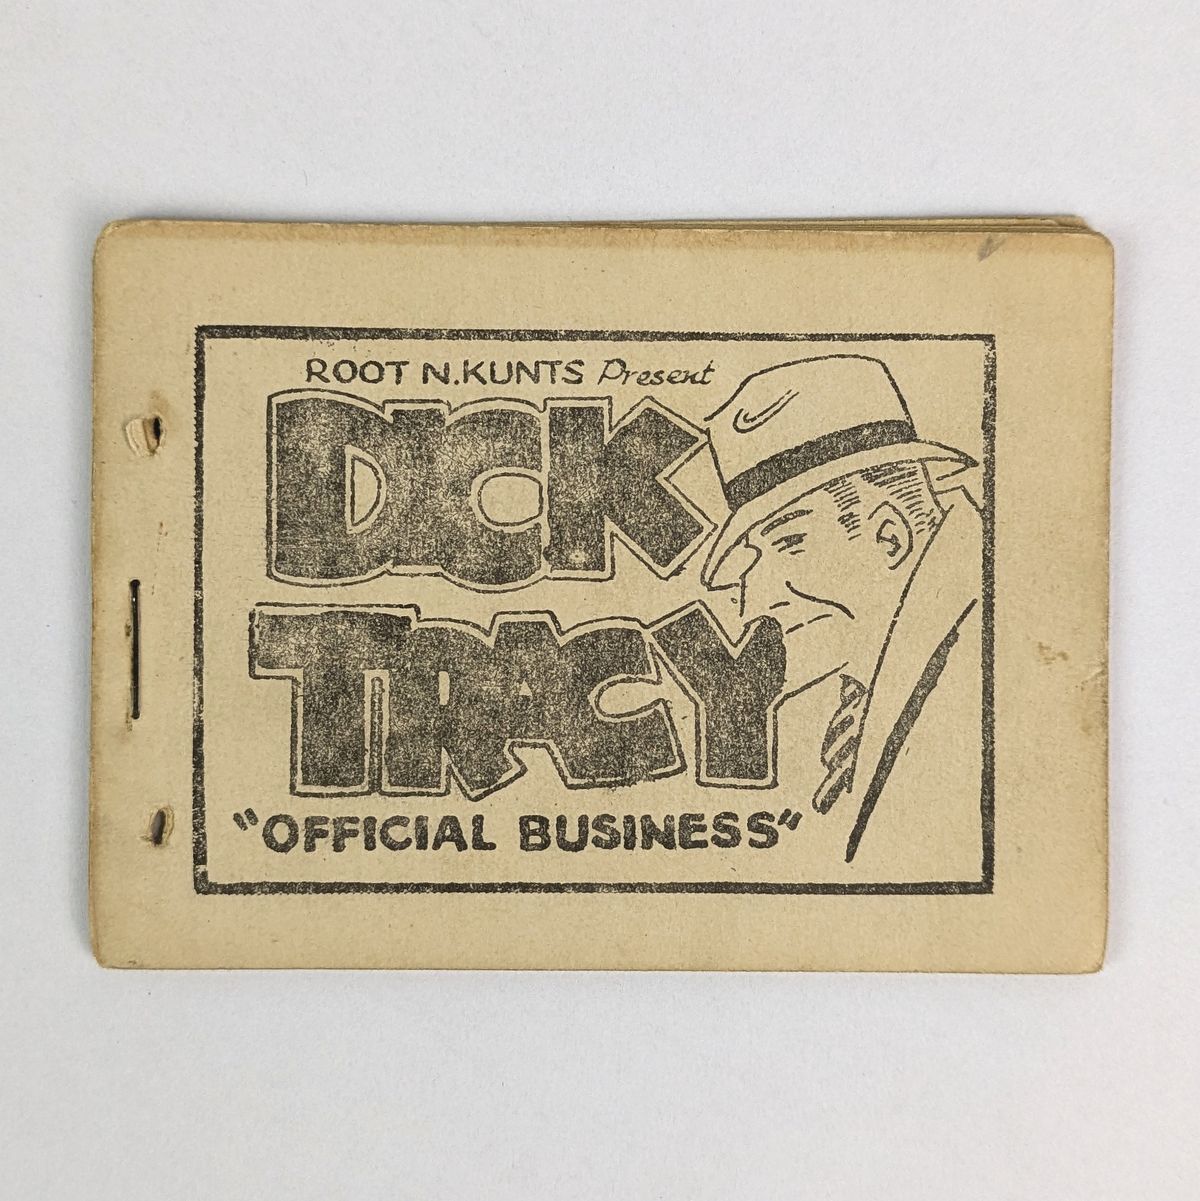 ROOT N.KUNTS Present
DICK
TRACY
"OFFICIAL BUSINESS"